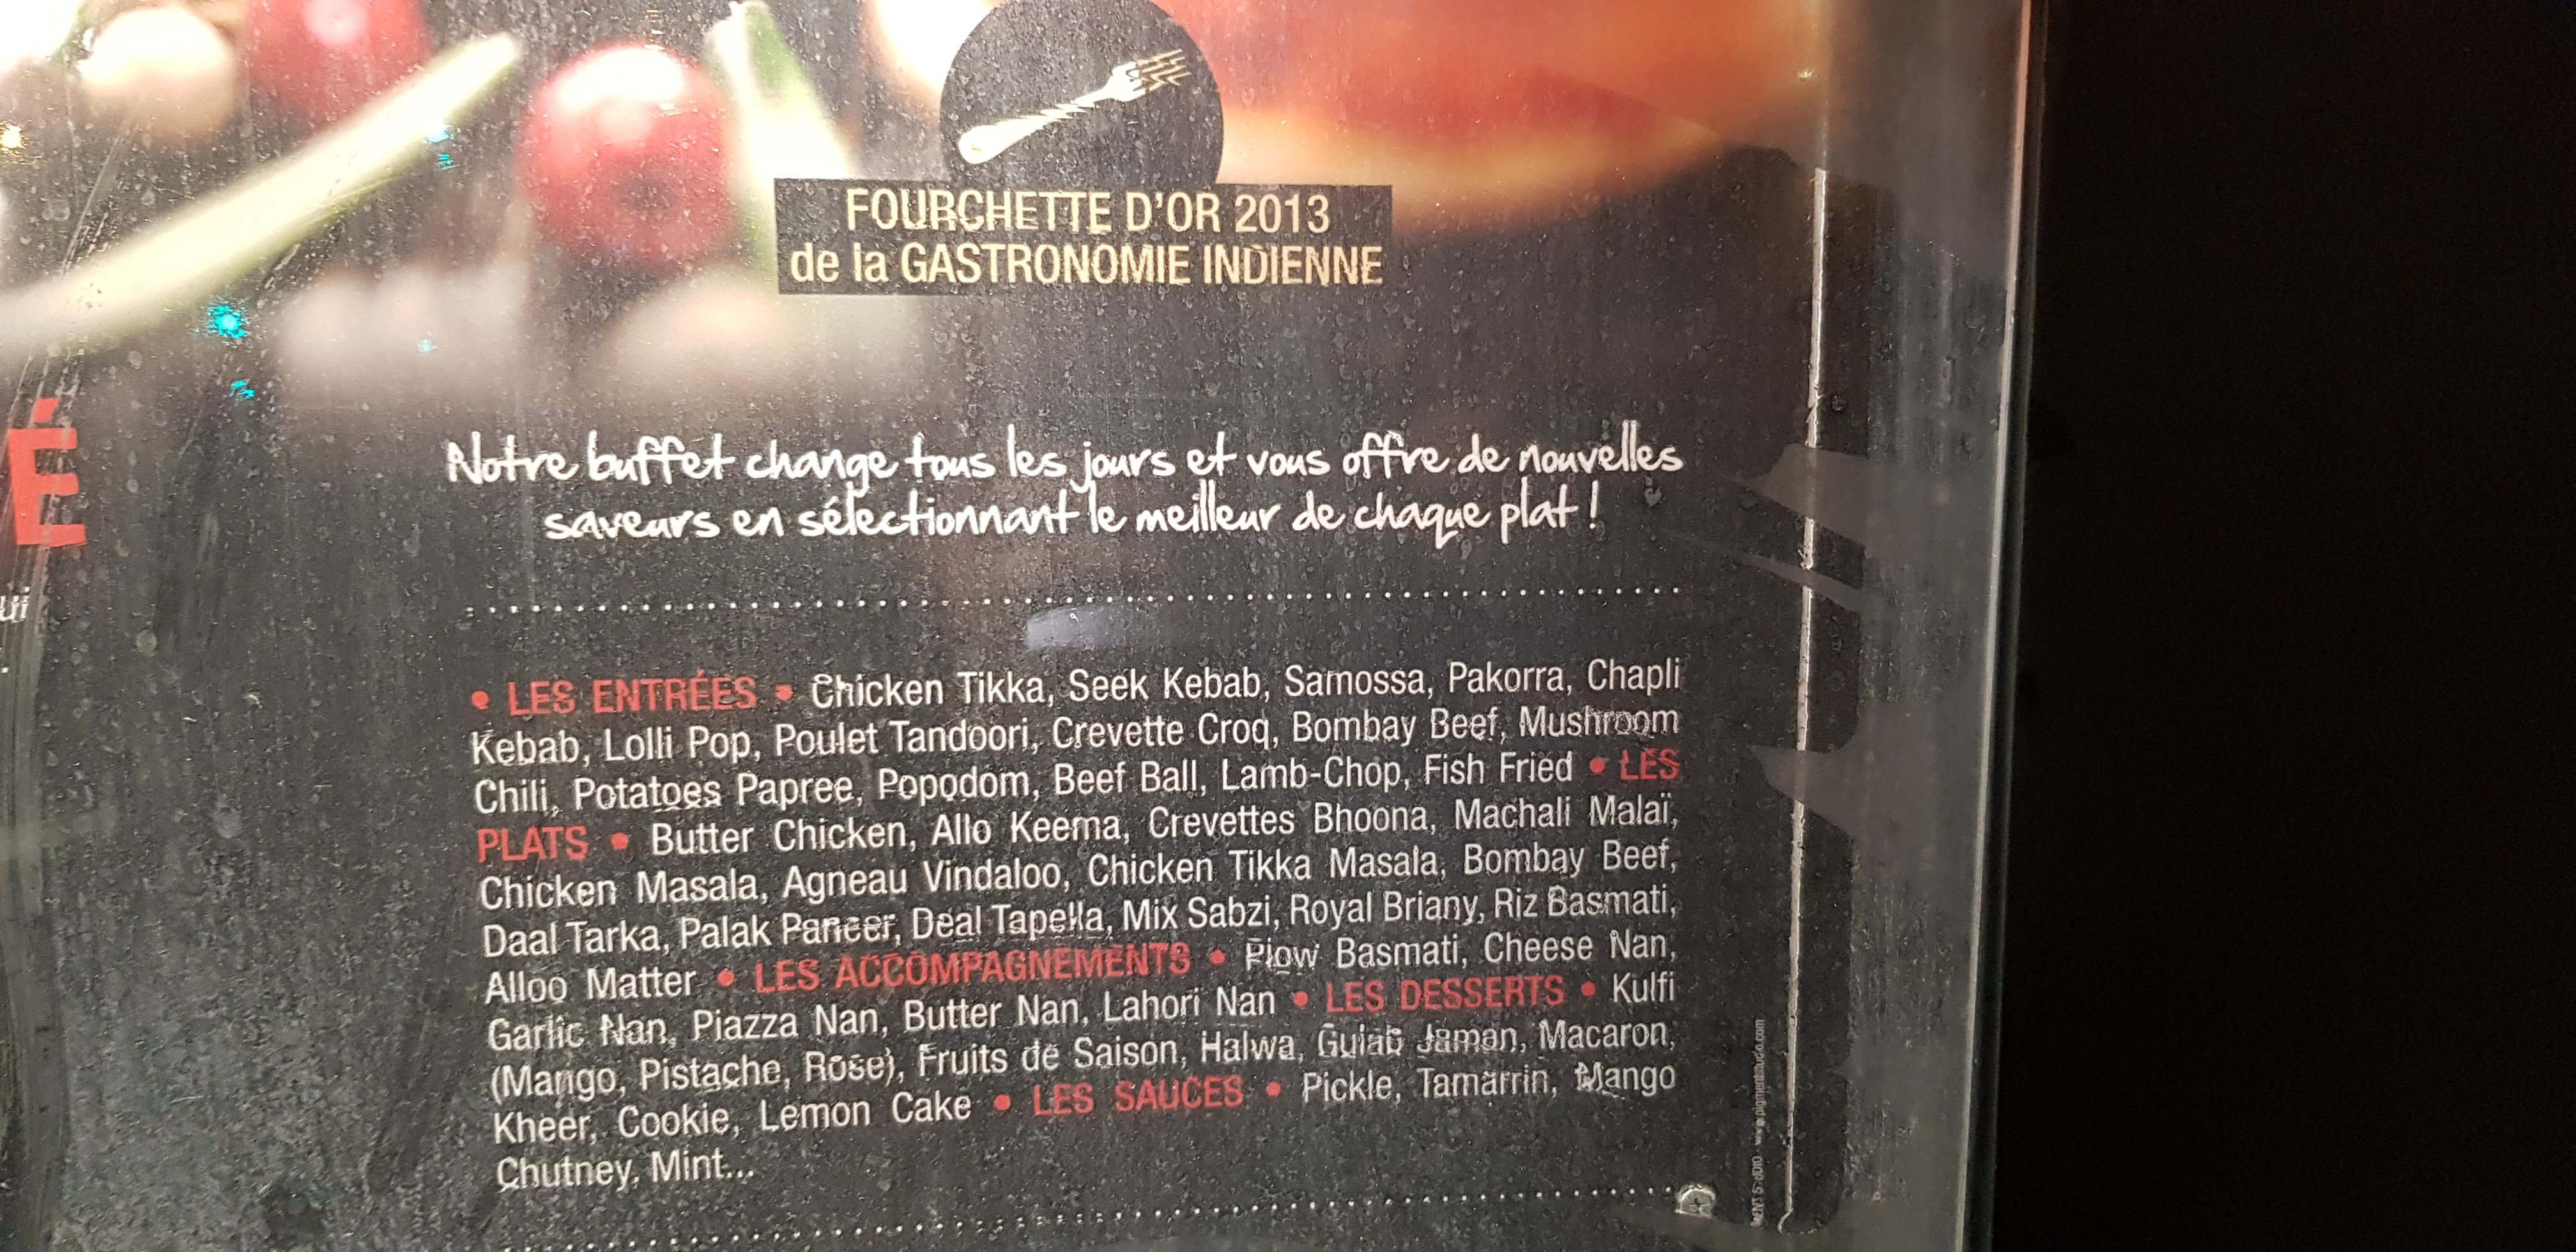 FOURCHETTE D'OR 2013
de la GASTRONOMIE INDIENNE
É
ui
Notre buffet change tous les jours et vous offre de nouvelles
saveurs en sélectionnant le meilleur de chaque plat !
• LES ENTRÉES • Chicken Tikka, Seek Kebab, Samossa, Pakorra, Chapli
Kebab, Lolli Pop, Poulet Tandoori, Crevette Croq, Bombay Beef, Mushroom
Chili, Potatoes Papree, Popodom, Beef Ball, Lamb-Chop, Fish Fried • LES
PLATS • Butter Chicken, Allo Keema, Crevettes Bhoona, Machali Malaï,
Chicken Masala, Agneau Vindaloo, Chicken Tikka Masala, Bombay Beef,
Daal Tarka, Palak Paneer, Deal Tapella, Mix Sabzi, Royal Briany, Riz Basmati,
Alloo Matter • LES ACCOMPAGNEMENTS • Plow Basmati, Cheese Nan,
Garlic Nan, Piazza Nan, Butter Nan, Lahori Nan • LES DESSERTS • Kulfi
(Mango, Pistache, Rose), Fruits de Saison, Halwa, Gulab Jaman, Macaron,
Kheer, Cookie, Lemon Cake • LES SAUCES • Pickle, Tamarrin, Mango
Chutney, Mint...
www.pigmentstudio.com